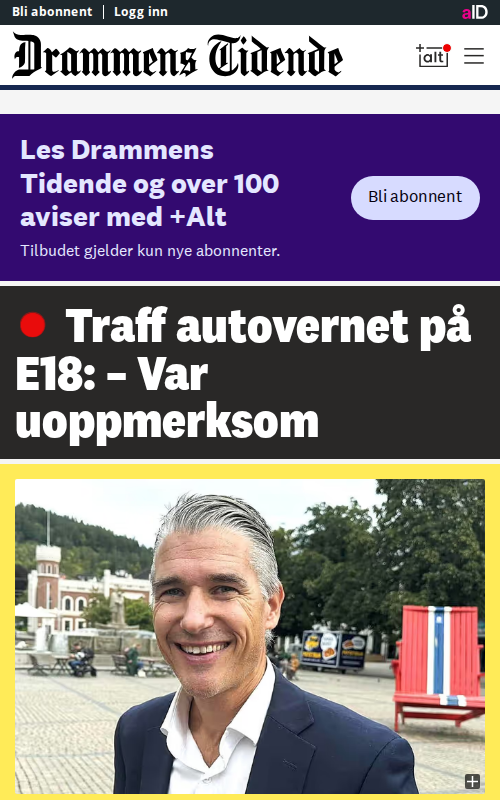 Bli abonnent | Logg inn
aID
Drammens Tidende
+alt
Les Drammens
Tidende og over 100
aviser med +Alt
Bli abonnent
Tilbudet gjelder kun nye abonnenter.
Traff autovernet på
E18: – Var
uoppmerksom